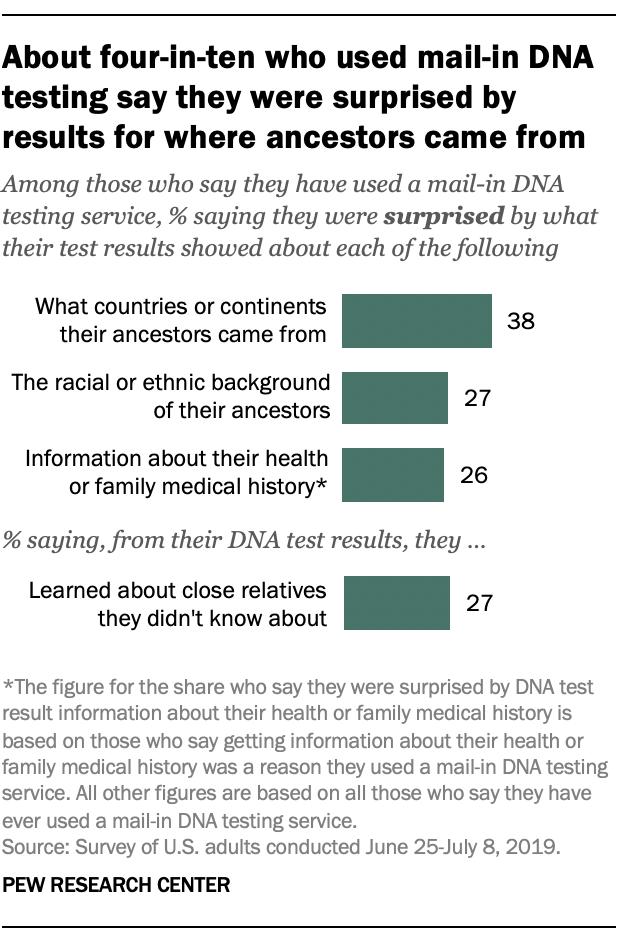 About four-in-ten who used mail-in DNA
testing say they were surprised by
results for where ancestors came from
Among those who say they have used a mail-in DNA
testing service, % saying they were surprised by what
their test results showed about each of the following
What countries or continents
their ancestors came from
38
The racial or ethnic background
of their ancestors
27
Information about their health
or family medical history*
26
% saying, from their DNA test results, they ...
Learned about close relatives
they didn't know about
27
*The figure for the share who say they were surprised by DNA test
result information about their health or family medical history is
based on those who say getting information about their health or
family medical history was a reason they used a mail-in DNA testing
service. All other figures are based on all those who say they have
ever used a mail-in DNA testing service.
Source: Survey of U.S. adults conducted June 25-July 8, 2019.
PEW RESEARCH CENTER